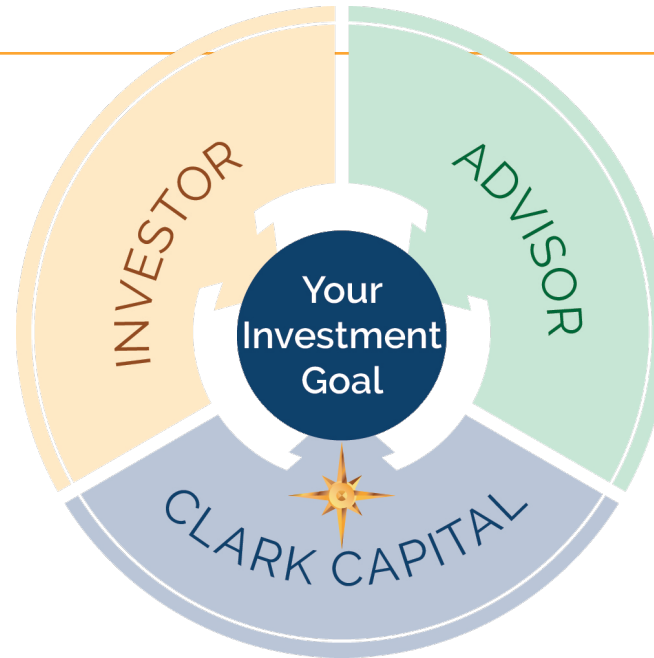 INVESTOR
ADVISOR
Your
Investment
Goal
CLARK CAPITAL